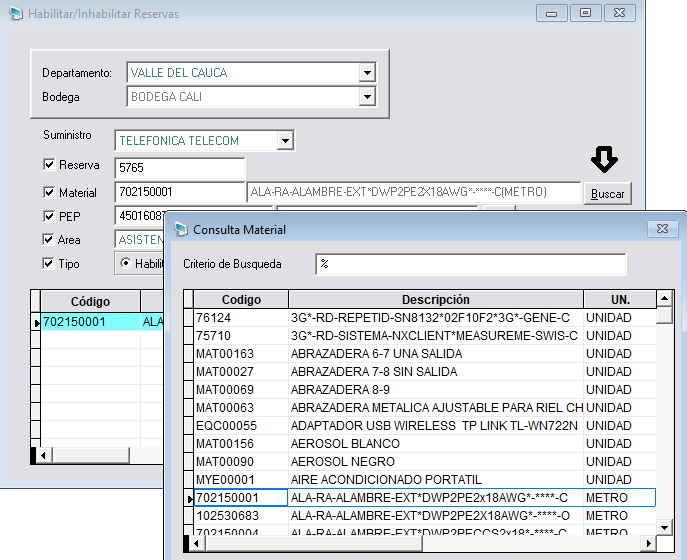 Habilitar/Inhabilitar Reservas
Departamento: VALLE DEL CAUCA
Bodega BODEGA CALI
Suministro TELEFONICA TELECOM
Reserva 5765
Material 702150001 ALA-RA-ALAMBRE-EXT*DWP2PE2X18AWG*-****-C(METRO) Buscar
PEP 45016087
Area ASISTEN
Tipo Habili
Código
702150001 ALA-
Consulta Material
Criterio de Busqueda %
Codigo Descripción UN.
76124 3G*-RD-REPETID-SN8132*02F10F2*3G*-GENE-C UNIDAD
75710 3G*-RD-SISTEMA-NXCLIENT*MEASUREME-SWIS-C UNIDAD
MAT00163 ABRAZADERA 6-7 UNA SALIDA UNIDAD
MAT00027 ABRAZADERA 7-8 SIN SALIDA UNIDAD
MAT00069 ABRAZADERA 8-9 UNIDAD
MAT00063 ABRAZADERA METALICA AJUSTABLE PARA RIEL CH UNIDAD
EQC00055 ADAPTADOR USB WIRELESS TP LINK TL-WN722N UNIDAD
MAT00156 AEROSOL BLANCO UNIDAD
MAT00090 AEROSOL NEGRO UNIDAD
MYE00001 AIRE ACONDICIONADO PORTATIL UNIDAD
702150001 ALA-RA-ALAMBRE-EXT*DWP2PE2x18AWG*-****-C METRO
102530683 ALA-RA-ALAMBRE-EXT*DWP2PE2X18AWG*-****-O METRO
702150004 ALA-RA-ALAMBRE-EXT*DWP2PECCS2x18*-****-C METRO